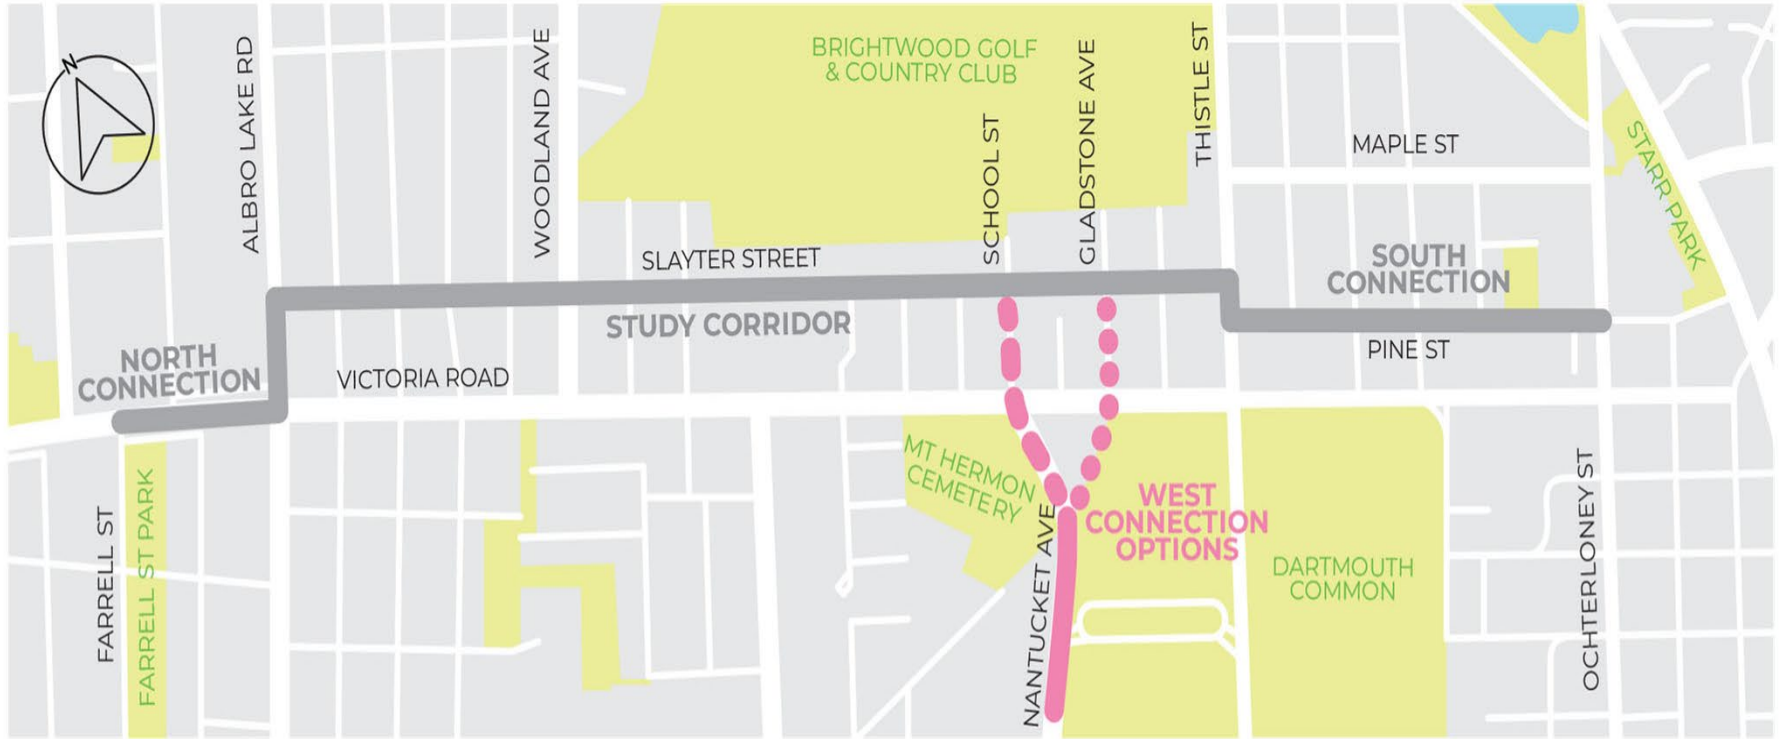 N
ALBRO LAKE RD
WOODLAND AVE
BRIGHTWOOD GOLF
& COUNTRY CLUB
SCHOOL ST
GLADSTONE AVE
THISTLE ST
MAPLE ST
STARR PARK
SLAYTER STREET
SOUTH
CONNECTION
STUDY CORRIDOR
NORTH
CONNECTION
VICTORIA ROAD
PINE ST
MT HERMON
CEMETERY
WEST
CONNECTION
OPTIONS
FARRELL ST
FARRELL ST PARK
NANTUCKET AVE
DARTMOUTH
COMMON
OCHTERLONEY ST